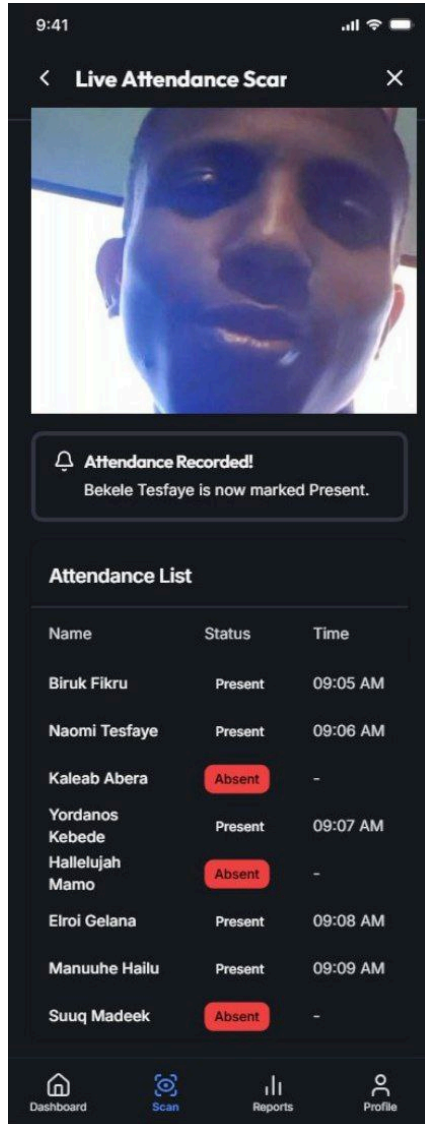 9:41
Live Attendance Scar
Attendance Recorded!
Bekele Tesfaye is now marked Present.
Attendance List
Name Status Time
Biruk Fikru Present 09:05 AM
Naomi Tesfaye Present 09:06 AM
Kaleab Abera Absent -
Yordanos
Kebede Present 09:07 AM
Hallelujah
Mamo Absent -
Elroi Gelana Present 09:08 AM
Manuuhe Hailu Present 09:09 AM
Suuq Madeek Absent -
Dashboard Scan Reports Profile